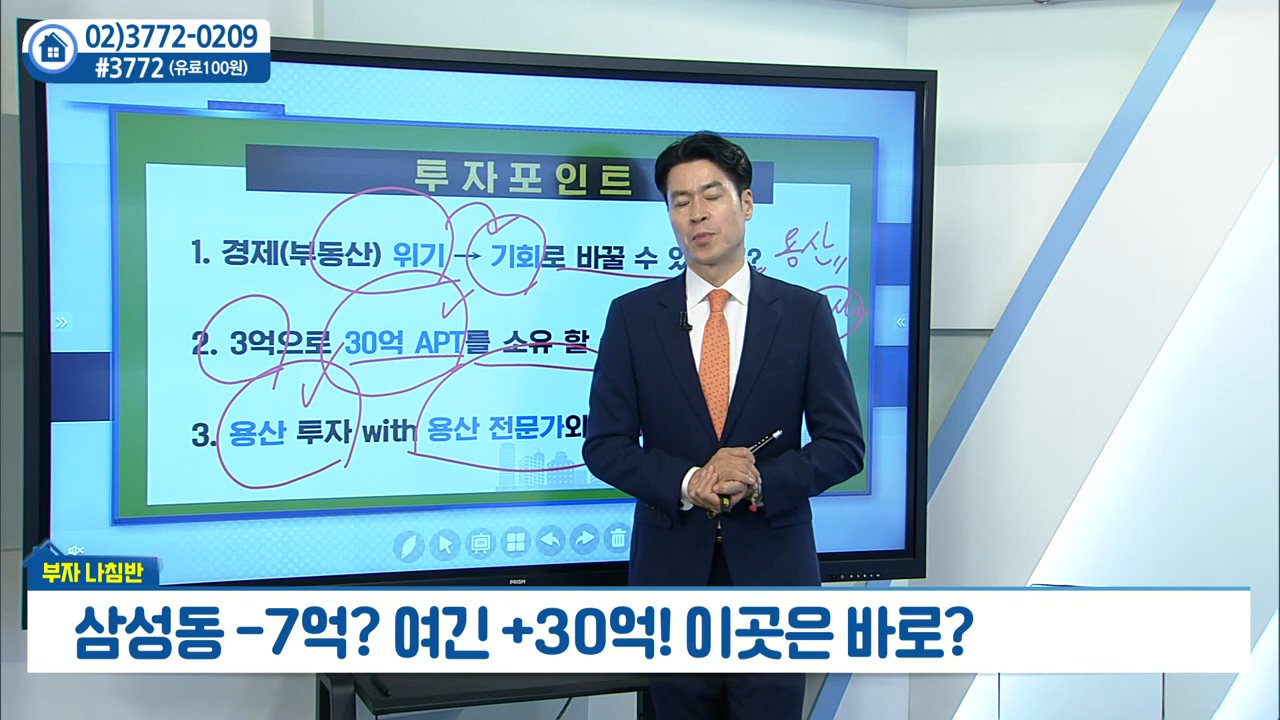 02)3772-0209
#3772 (유료100원)
투자포인트
1. 경제(부동산) 위기 → 기회로 바꿀 수 있 ? 용산
2. 3억으로 30억 APT를 소유 할
3. 용산 투자 with 용산 전문가와
PRISM
부자 나침반
삼성동 -7억? 여긴 +30억! 이곳은 바로?